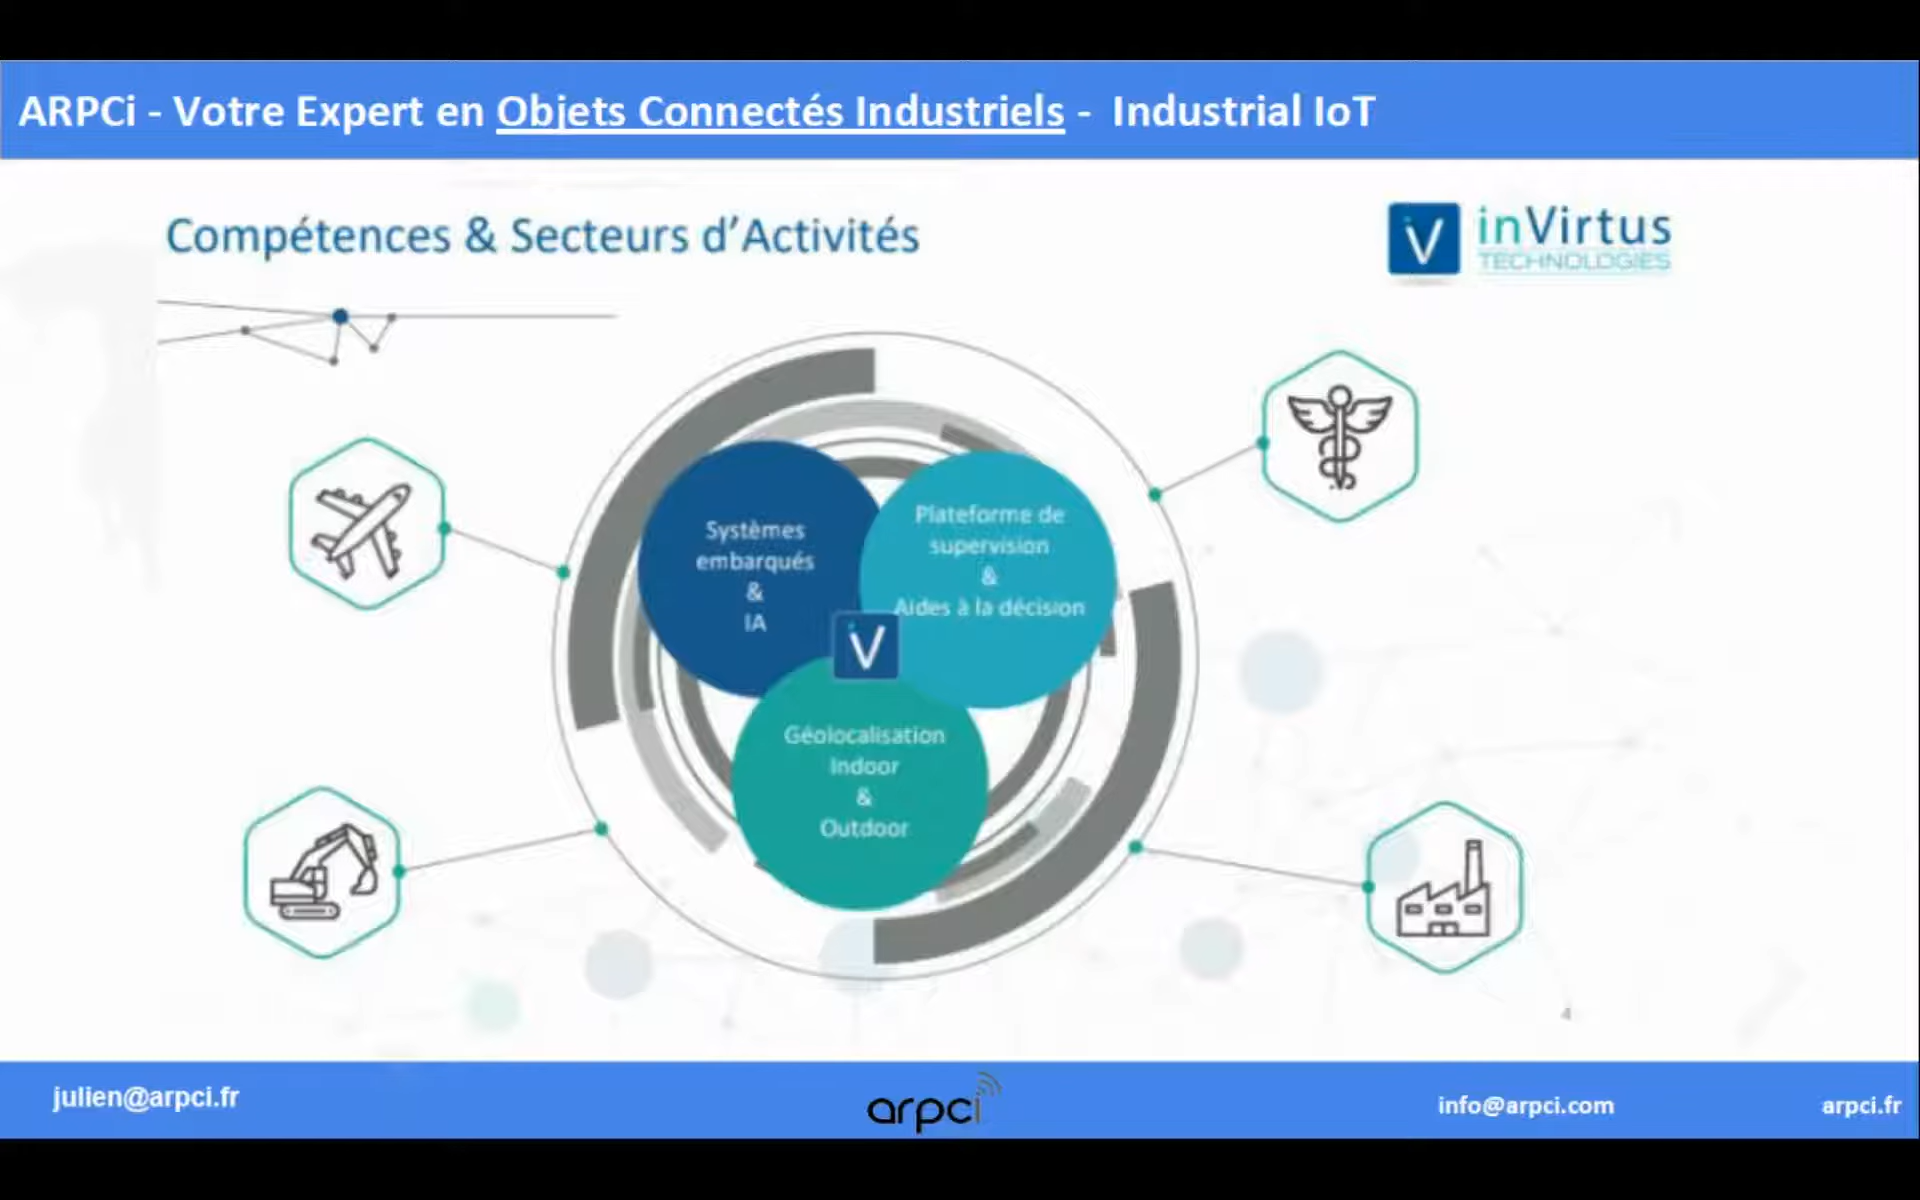 ARPCi - Votre Expert en Objets Connectés Industriels - Industrial IoT
Compétences & Secteurs d'Activités
inVirtus
TECHNOLOGIES
Systèmes
embarqués
&
IA
Plateforme de
supervision
&
Aides à la décision
V
Géolocalisation
Indoor
&
Outdoor
4
julien@arpci.fr
arpci
info@arpci.com
arpci.fr